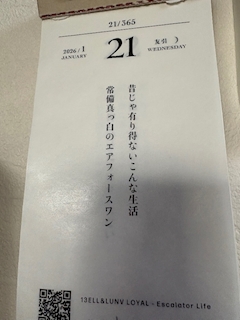 21/365
2026/1
JANUARY
21
友引
WEDNESDAY
昔じゃ有り得ないこんな生活
常備真っ白のエアフォースワン
13ELL&LUNV LOYAL - Escalator Life